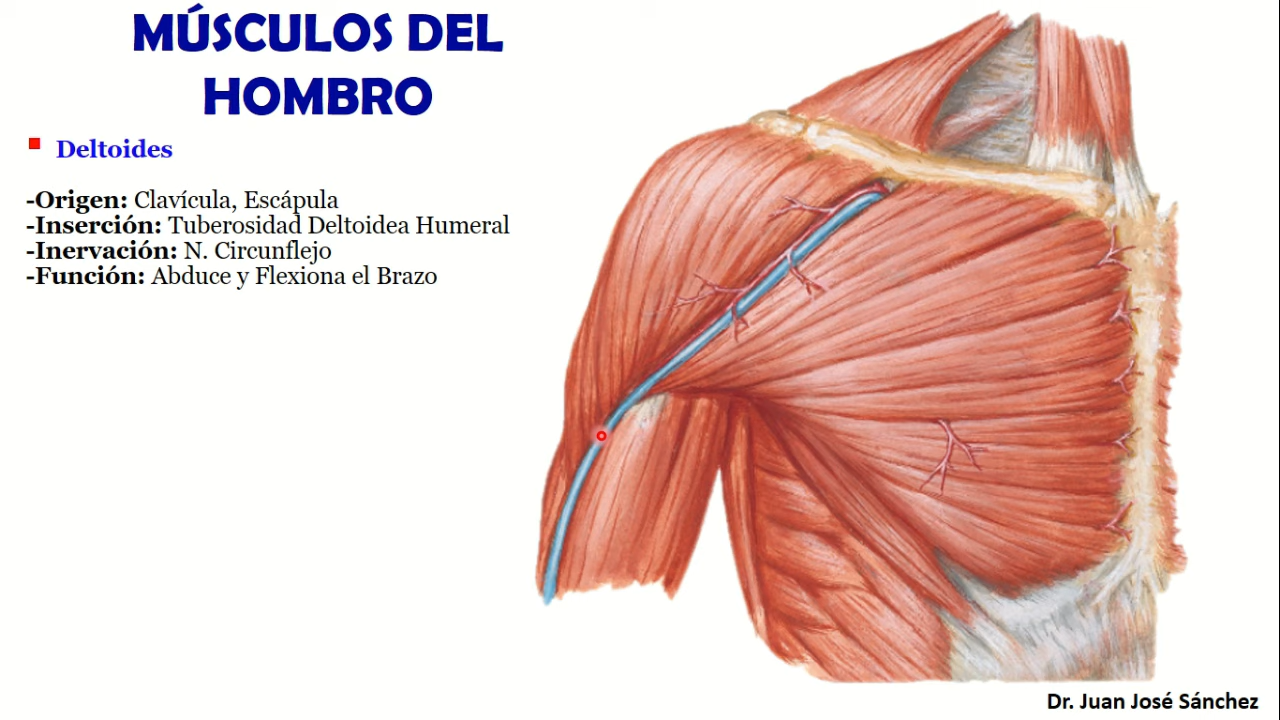 MÚSCULOS DEL
HOMBRO
Deltoides
-Origen: Clavícula, Escápula
-Inserción: Tuberosidad Deltoidea Humeral
-Inervación: N. Circunflejo
-Función: Abduce y Flexiona el Brazo
Dr. Juan José Sánchez